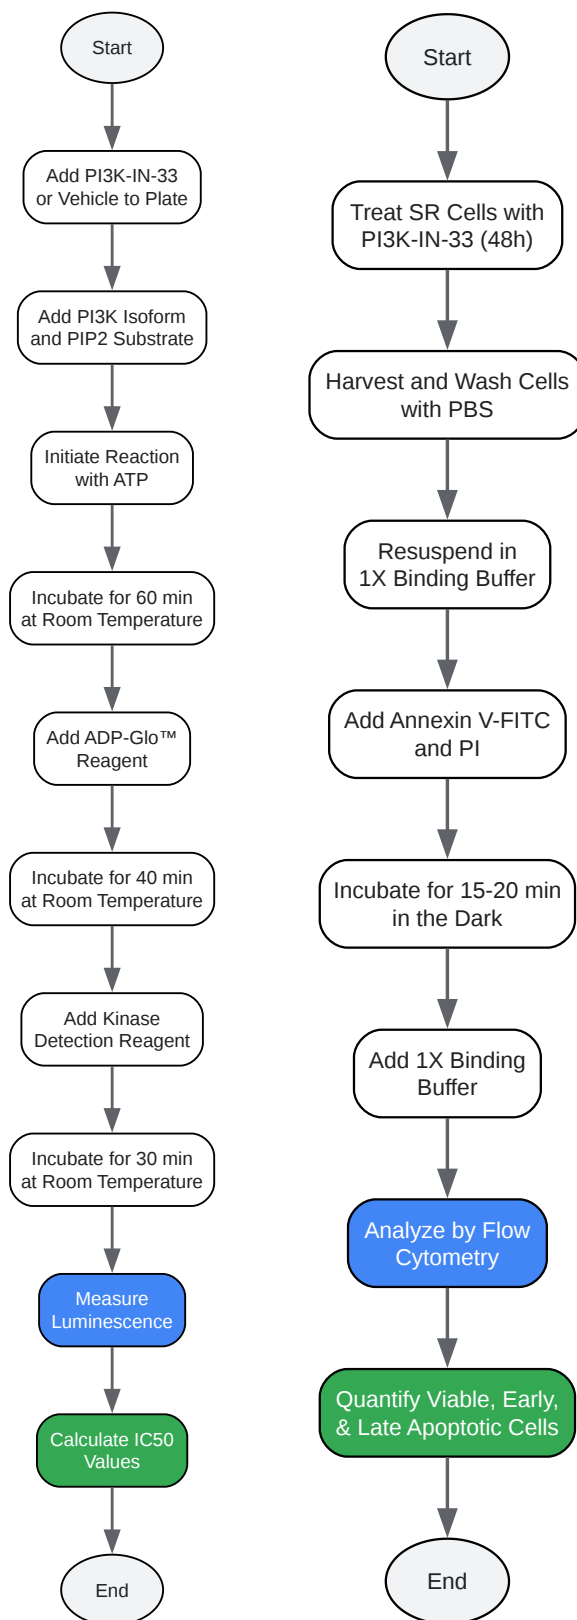 Start
Add PI3K-IN-33
or Vehicle to Plate
Add PI3K Isoform
and PIP2 Substrate
Initiate Reaction
with ATP
Incubate for 60 min
at Room Temperature
Add ADP-Glo™
Reagent
Incubate for 40 min
at Room Temperature
Add Kinase
Detection Reagent
Incubate for 30 min
at Room Temperature
Measure
Luminescence
Calculate IC50
Values
End
Start
Treat SR Cells with
PI3K-IN-33 (48h)
Harvest and Wash Cells
with PBS
Resuspend in
1X Binding Buffer
Add Annexin V-FITC
and PI
Incubate for 15-20 min
in the Dark
Add 1X Binding
Buffer
Analyze by Flow
Cytometry
Quantify Viable, Early,
& Late Apoptotic Cells
End